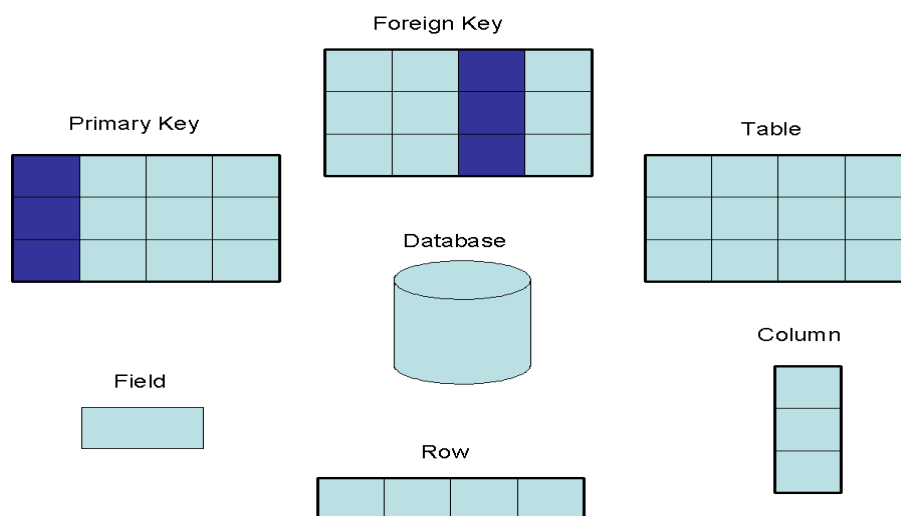 Foreign Key
Primary Key
Table
Database
Column
Field
Row